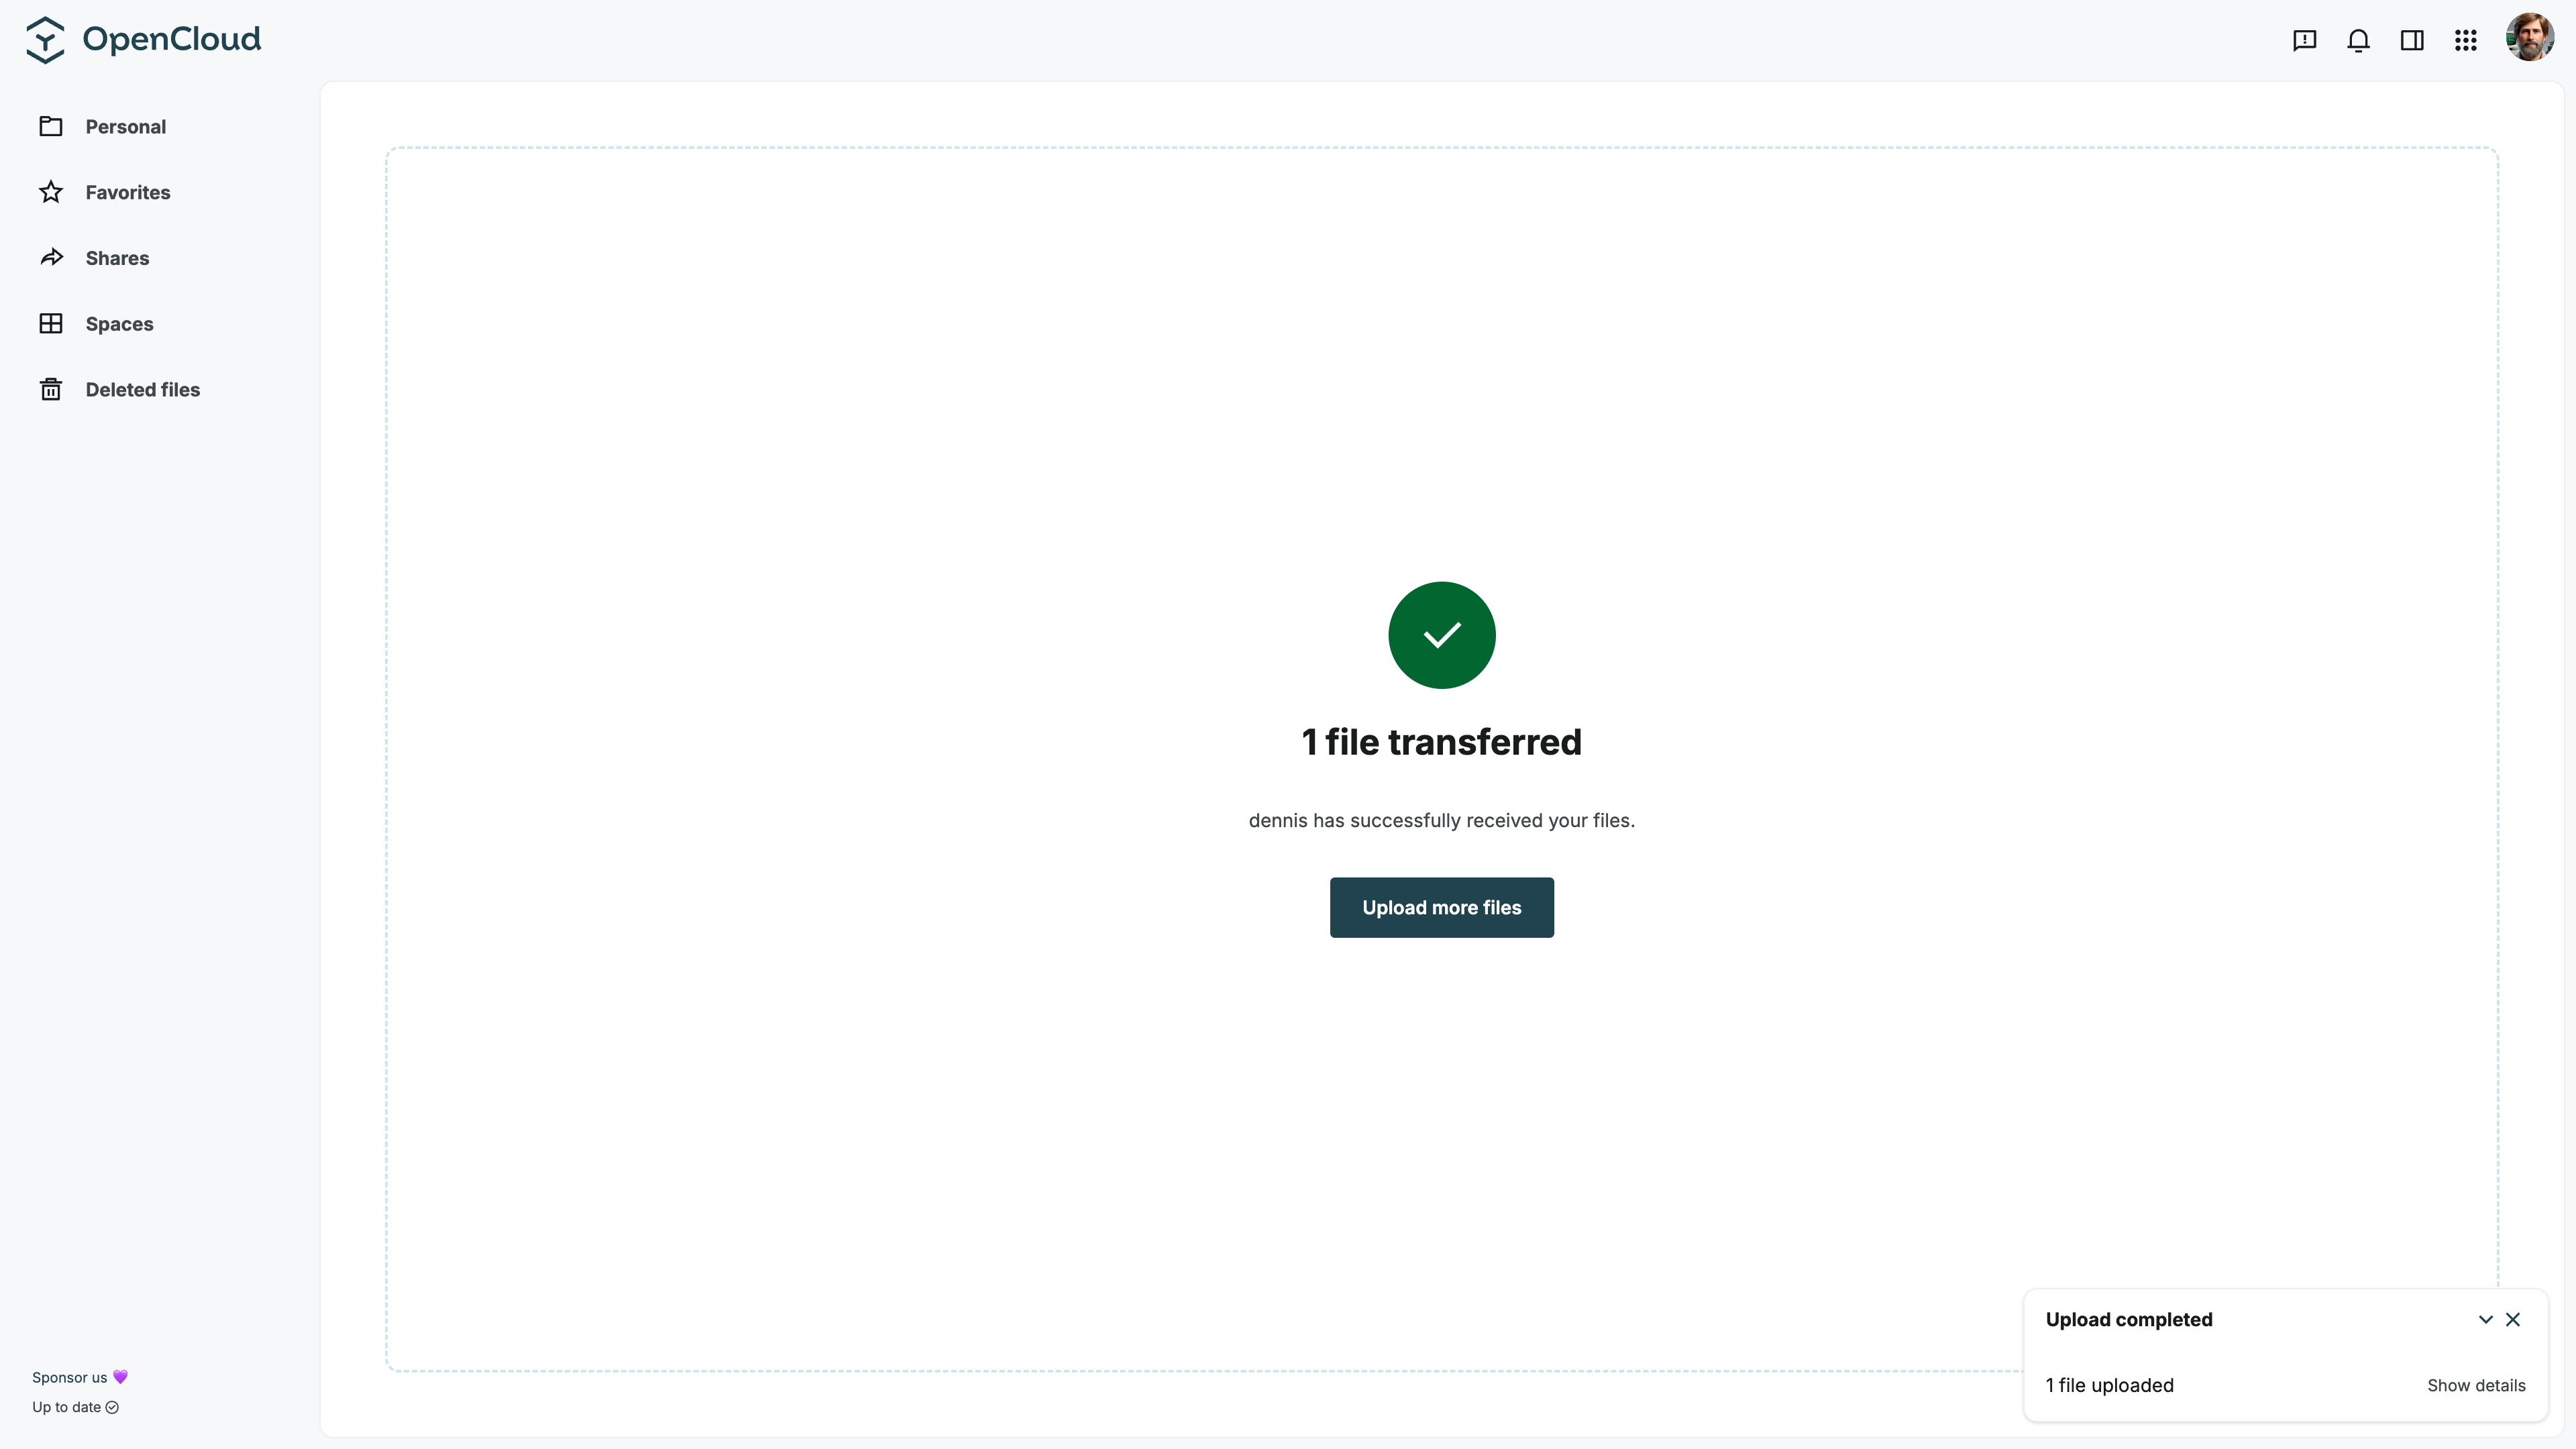 OpenCloud
Personal
Favorites
Shares
Spaces
Deleted files
1 file transferred
dennis has successfully received your files.
Upload more files
Upload completed
1 file uploaded
Show details
Sponsor us 💜
Up to date